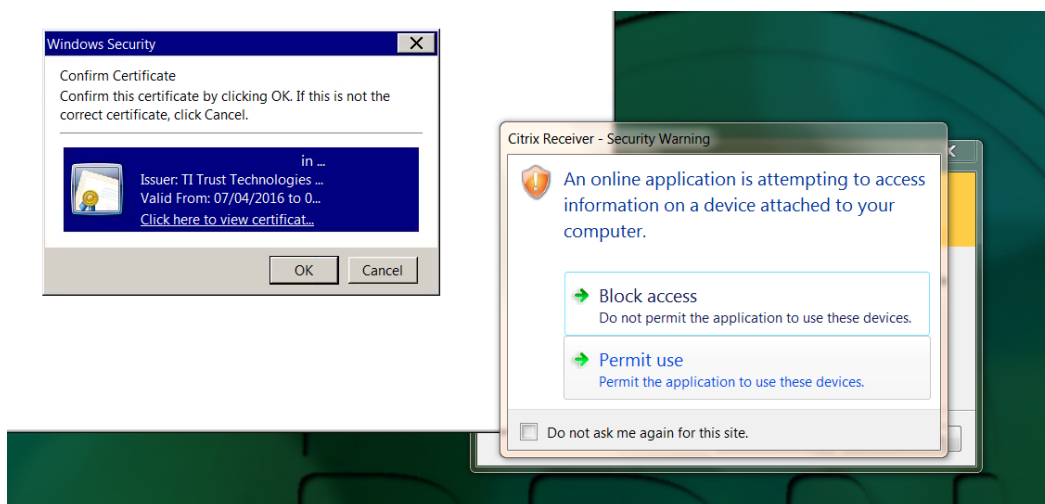 Windows Security
Confirm Certificate
Confirm this certificate by clicking OK. If this is not the
correct certificate, click Cancel.
in ...
Issuer: TI Trust Technologies ...
Valid From: 07/04/2016 to 0...
Click here to view certificat...
OK Cancel
Citrix Receiver - Security Warning
An online application is attempting to access
information on a device attached to your
computer.
Block access
Do not permit the application to use these devices.
Permit use
Permit the application to use these devices.
Do not ask me again for this site.